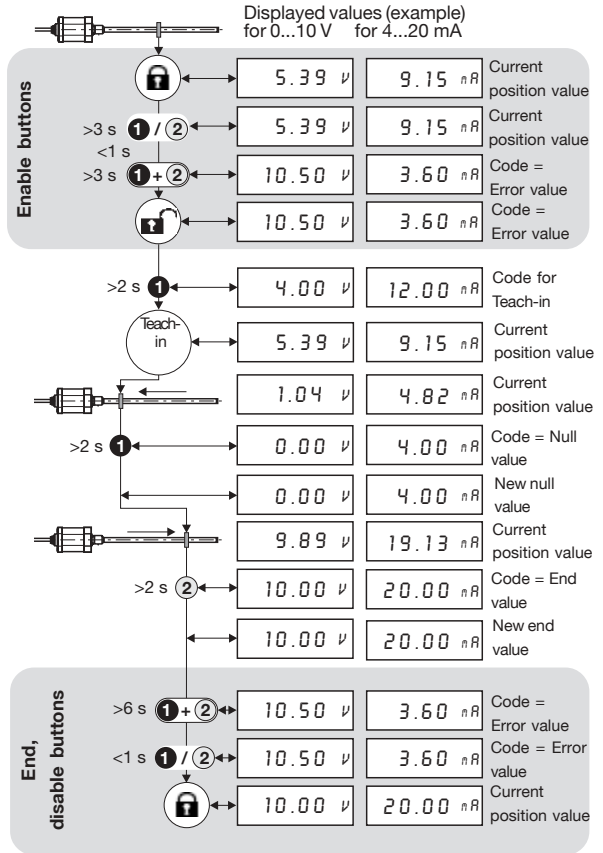 Displayed values (example)
for 0...10 V for 4...20 mA
Enable buttons
5.39 V 9.15 mA Current
position value
>3 s 1 / 2 5.39 V 9.15 mA Current
position value
<1 s
>3 s 1 + 2 10.50 V 3.60 mA Code =
Error value
10.50 V 3.60 mA Code =
Error value
>2 s 1 4.00 V 12.00 mA Code for
Teach-in
Teach-
in
5.39 V 9.15 mA Current
position value
1.04 V 4.82 mA Current
position value
>2 s 1 0.00 V 4.00 mA Code = Null
value
0.00 V 4.00 mA New null
value
9.89 V 19.13 mA Current
position value
>2 s 2 10.00 V 20.00 mA Code = End
value
10.00 V 20.00 mA New end
value
End,
disable buttons
>6 s 1 + 2 10.50 V 3.60 mA Code =
Error value
<1 s 1 / 2 10.50 V 3.60 mA Code = Error
value
10.00 V 20.00 mA Current
position value